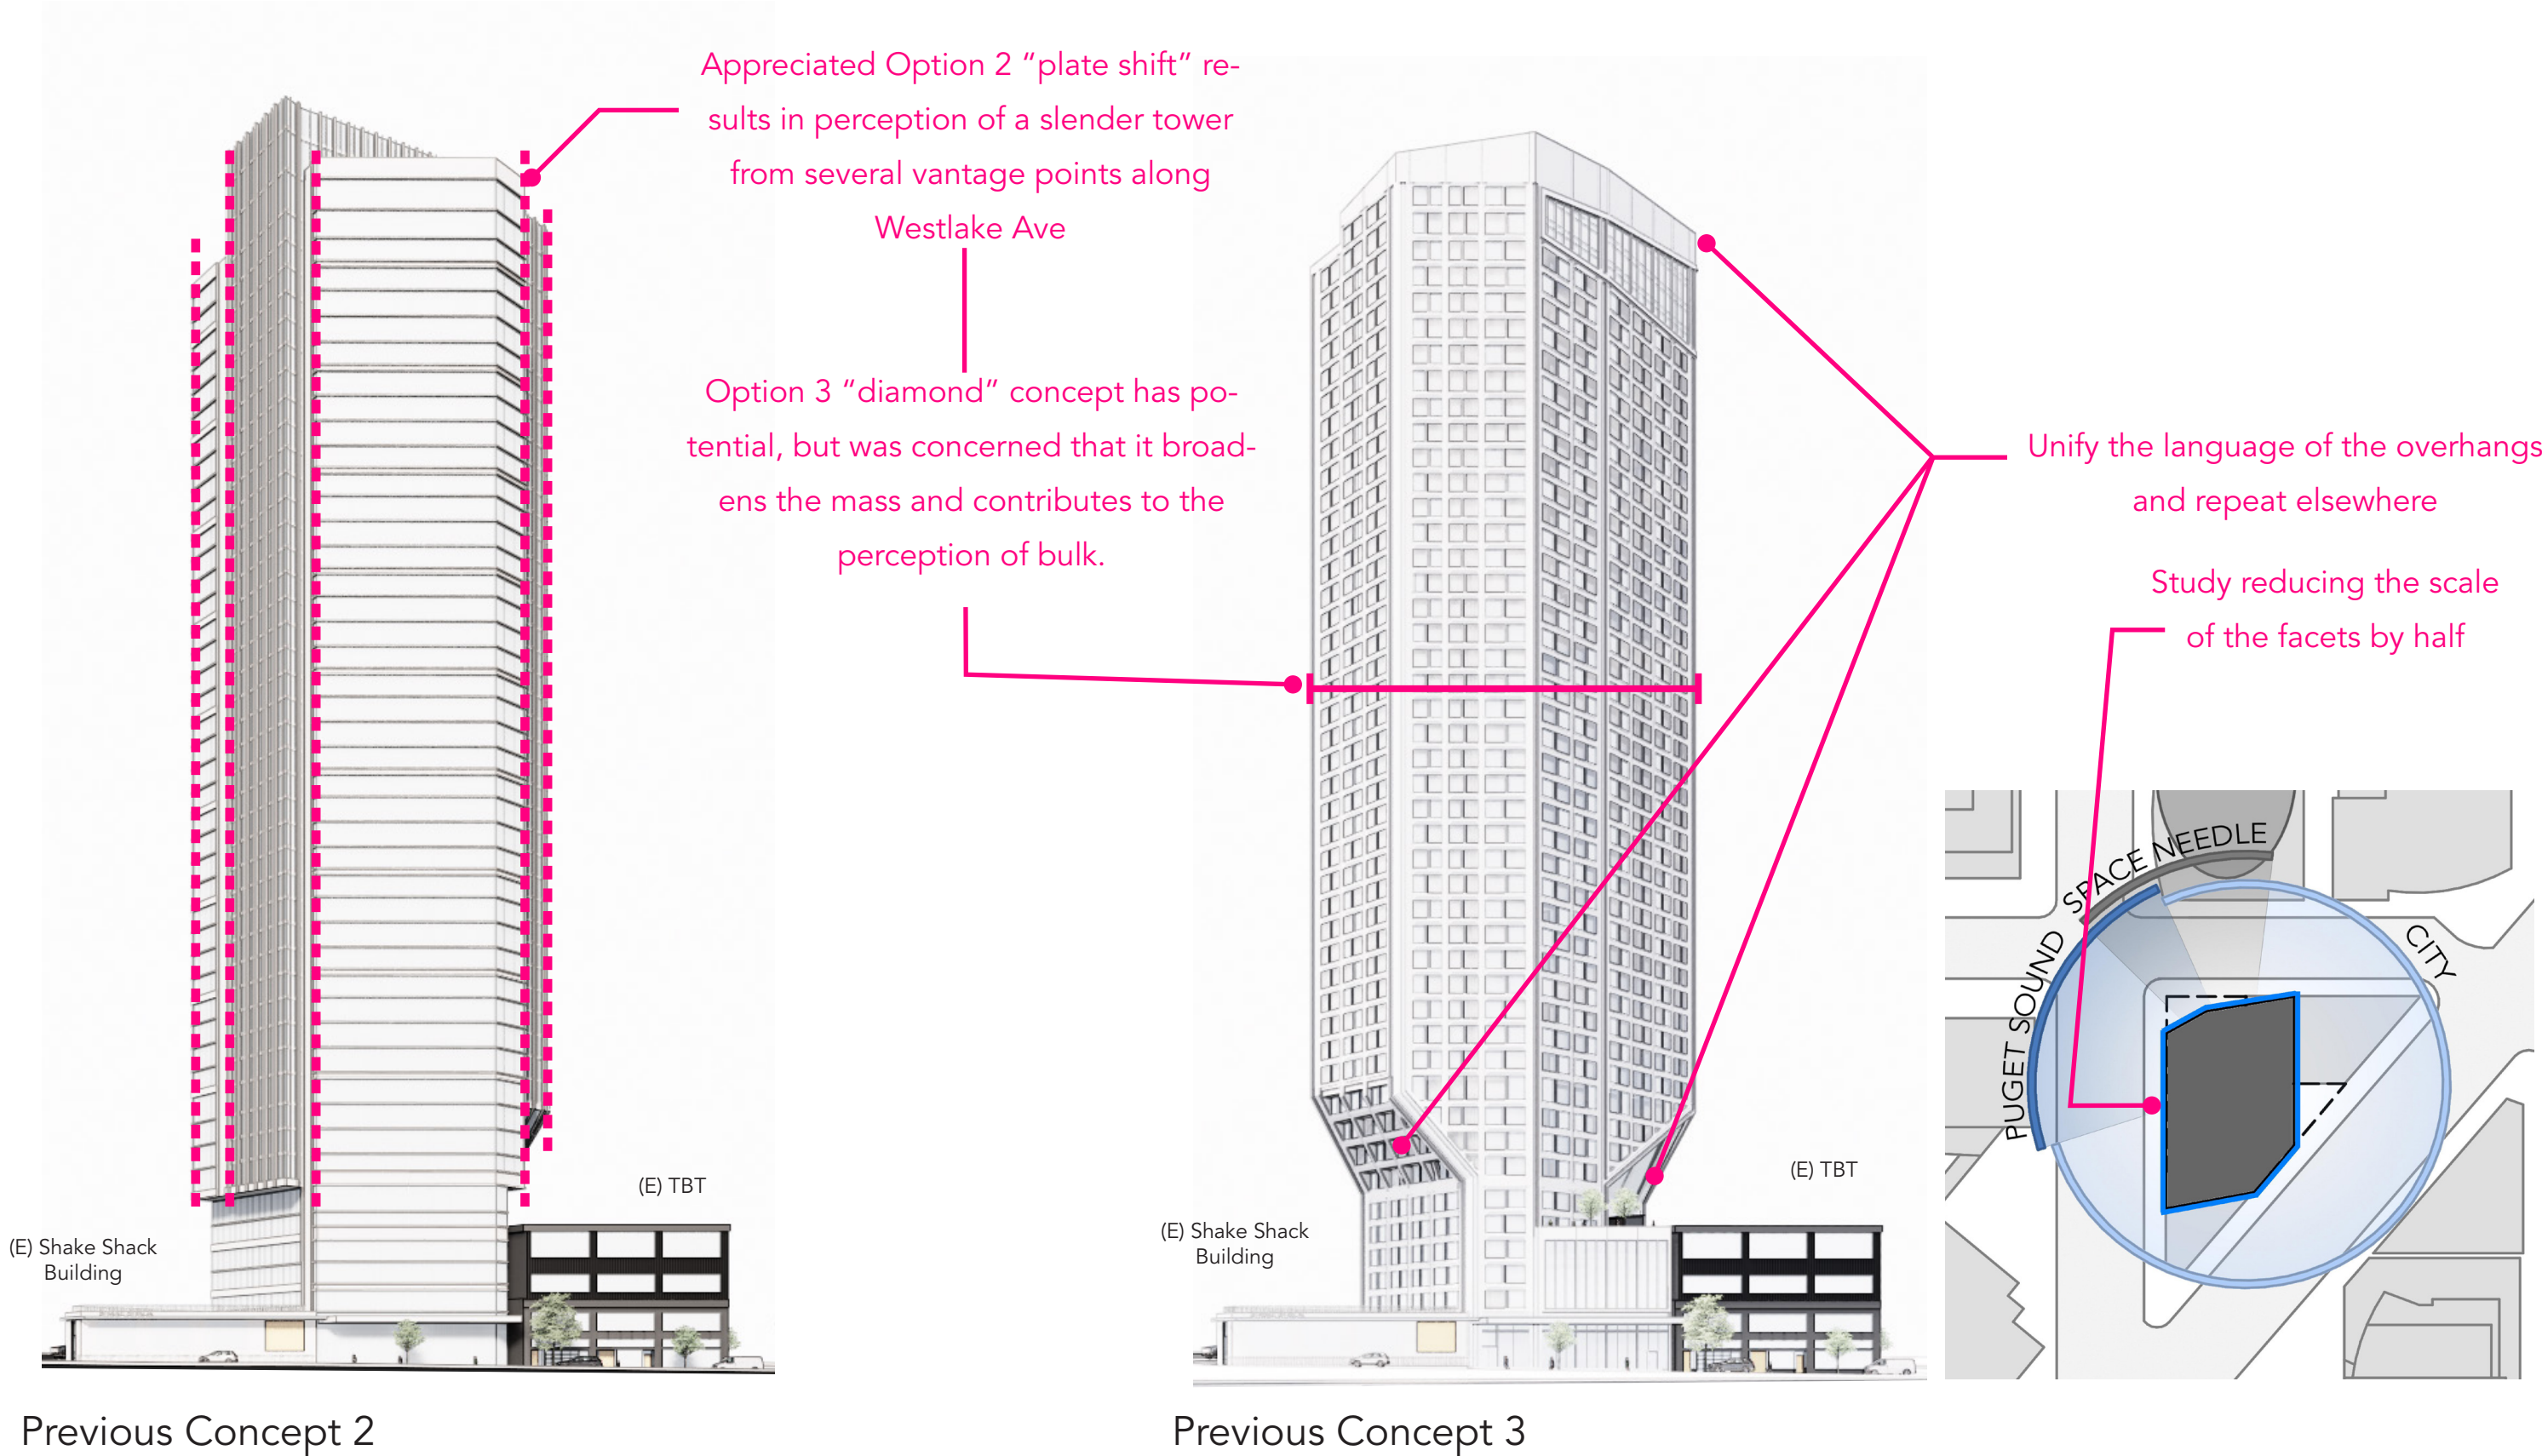 Appreciated Option 2 “plate shift” re-
sults in perception of a slender tower
from several vantage points along
Westlake Ave
Option 3 “diamond” concept has po-
tential, but was concerned that it broad-
ens the mass and contributes to the
perception of bulk.
Unify the language of the overhangs
and repeat elsewhere
Study reducing the scale
of the facets by half
SPACE NEEDLE
PUGET SOUND
CITY
(E) TBT
(E) Shake Shack
Building
(E) TBT
(E) Shake Shack
Building
Previous Concept 2
Previous Concept 3